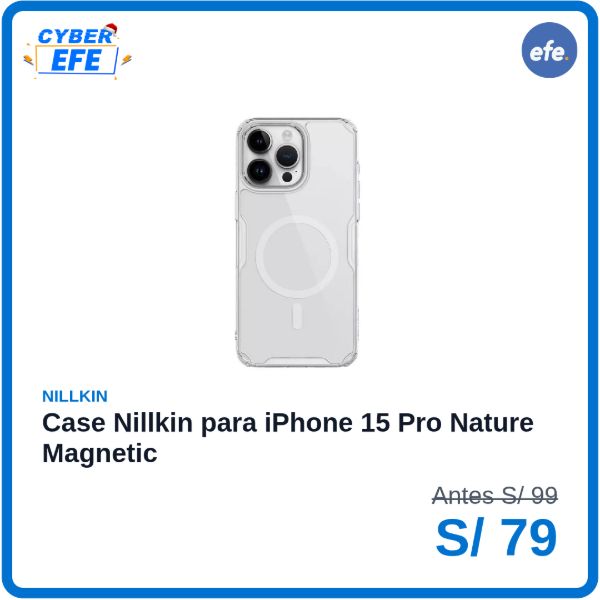 CYBER
EFE
efe.
NILLKIN
Case Nillkin para iPhone 15 Pro Nature
Magnetic
Antes S/ 99
S/ 79